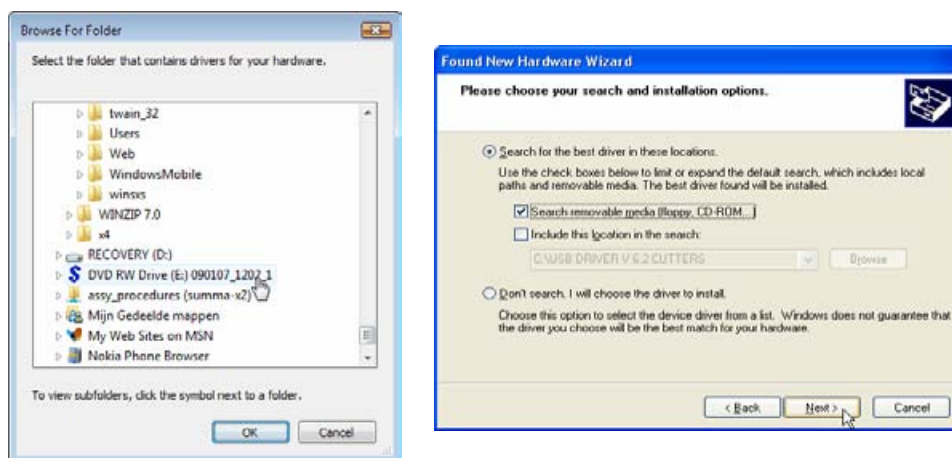 Browse For Folder
Select the folder that contains drivers for your hardware.
twain_32
Users
Web
WindowsMobile
winsxs
WINZIP 7.0
x4
RECOVERY (D:)
DVD RW Drive (E:) 090107_1202_1
assy_procedures (summa-x2)
Mijn Gedeelde mappen
My Web Sites on MSN
Nokia Phone Browser
To view subfolders, click the symbol next to a folder.
OK Cancel
Found New Hardware Wizard
Please choose your search and installation options.
Search for the best driver in these locations.
Use the check boxes below to limit or expand the default search, which includes local
paths and removable media. The best driver found will be installed.
Search removable media (floppy, CD-ROM...)
Include this location in the search:
C:\USB DRIVER V 6.2 CUTTERS Browse
Don't search. I will choose the driver to install.
Choose this option to select the device driver from a list. Windows does not guarantee that
the driver you choose will be the best match for your hardware.
< Back Next > Cancel